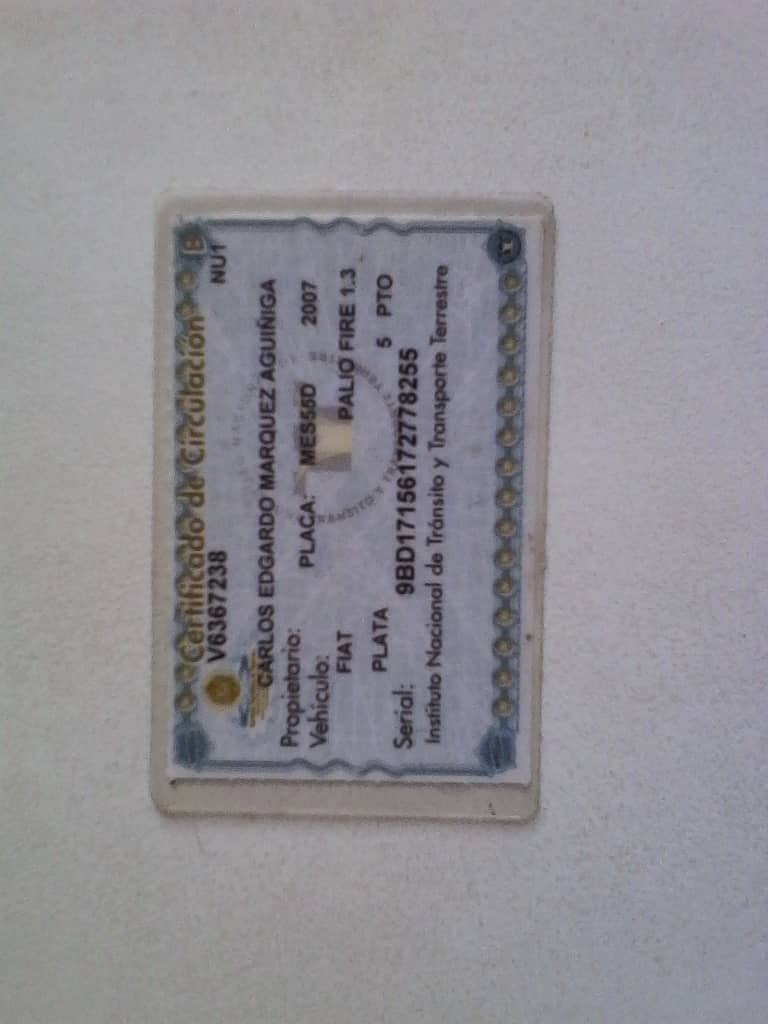 Certificado de Circulación B
V6367238 NU1
CARLOS EDGARDO MARQUEZ AGUIÑIGA
Propietario:
Vehículo: PLACA: MES55D 2007
FIAT PALIO FIRE 1.3
PLATA 5 PTO
Serial: 9BD17156172778255
Instituto Nacional de Tránsito y Transporte Terrestre